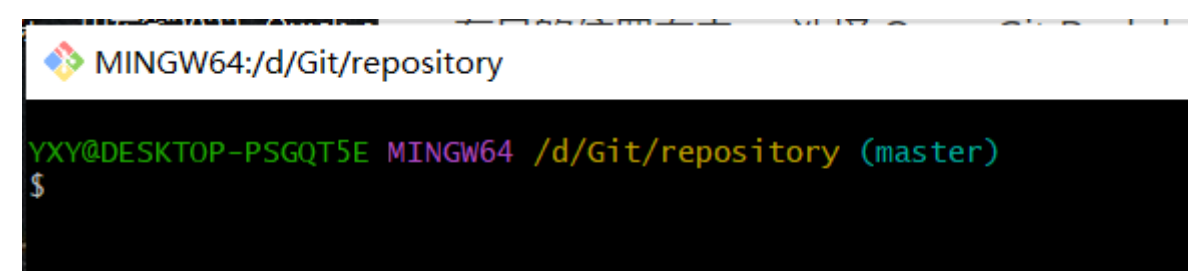 MINGW64:/d/Git/repository
YXY@DESKTOP-PSGQT5E MINGW64 /d/Git/repository (master)
$